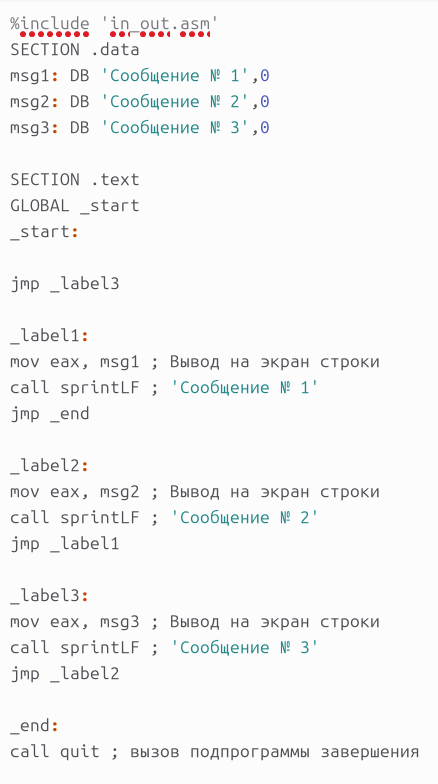 %include 'in_out.asm'
SECTION .data
msg1: DB 'Сообщение № 1',0
msg2: DB 'Сообщение № 2',0
msg3: DB 'Сообщение № 3',0
SECTION .text
GLOBAL _start
_start:
jmp _label3
_label1:
mov eax, msg1 ; Вывод на экран строки
call sprintLF ; 'Сообщение № 1'
jmp _end
_label2:
mov eax, msg2 ; Вывод на экран строки
call sprintLF ; 'Сообщение № 2'
jmp _label1
_label3:
mov eax, msg3 ; Вывод на экран строки
call sprintLF ; 'Сообщение № 3'
jmp _label2
_end:
call quit ; вызов подпрограммы завершения